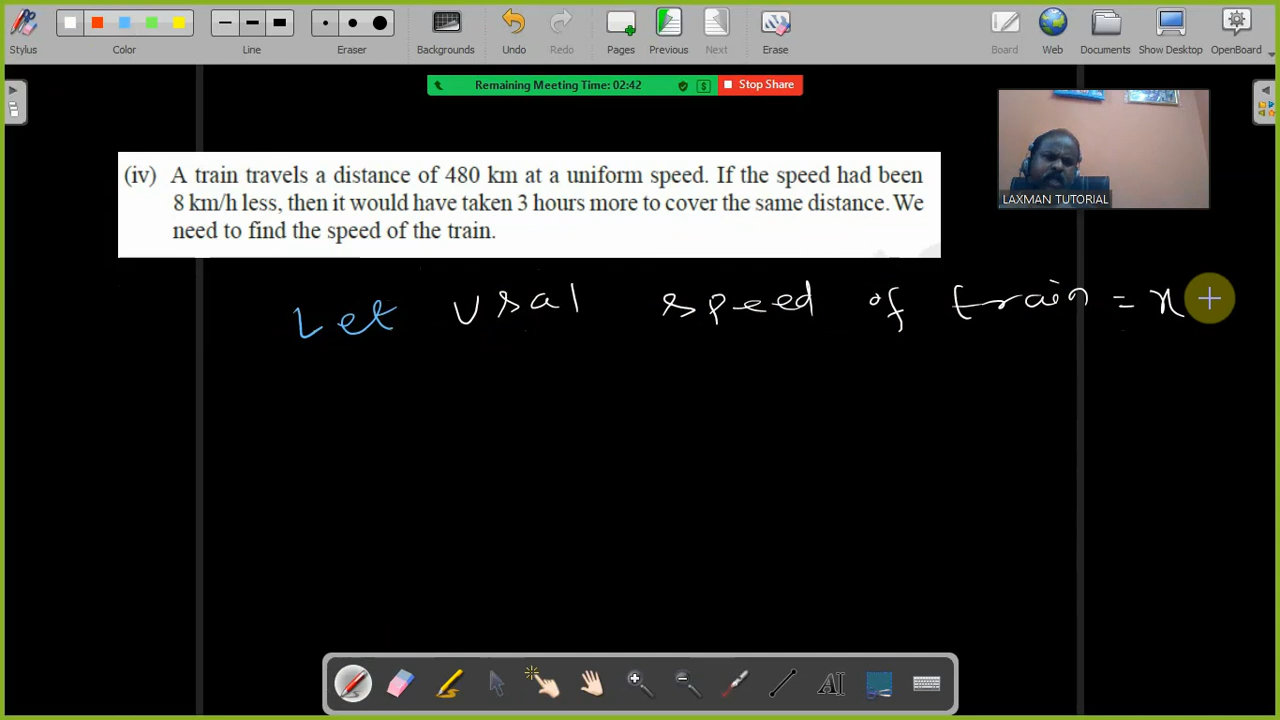 Stylus Color Line Eraser Backgrounds Undo Redo Pages Previous Next Erase Board Web Documents Show Desktop OpenBoard
Remaining Meeting Time: 02:42 $ Stop Share
LAXMAN TUTORIAL
(iv) A train travels a distance of 480 km at a uniform speed. If the speed had been
8 km/h less, then it would have taken 3 hours more to cover the same distance. We
need to find the speed of the train.
Let usal speed of train = x
AI